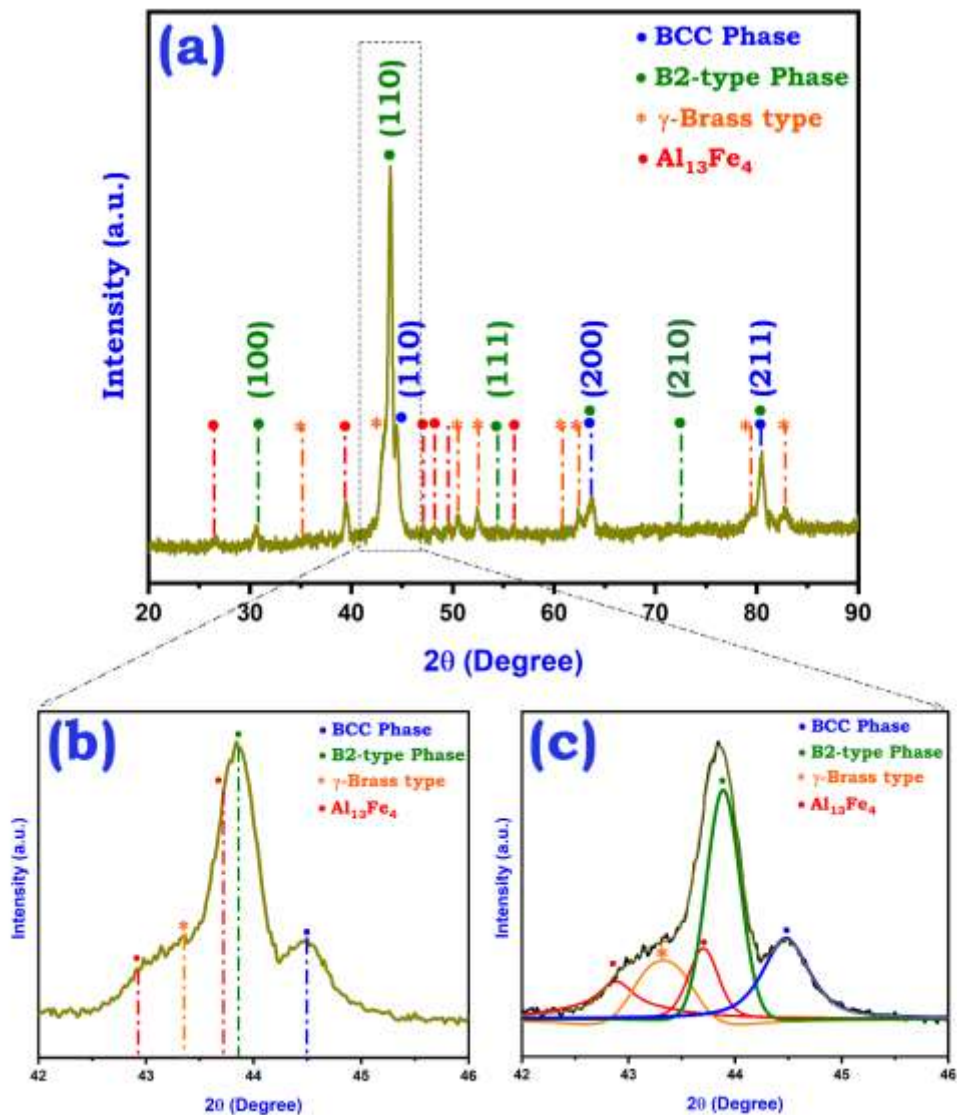 (a)
BCC Phase
B2-type Phase
* γ-Brass type
Al₁₃Fe₄
(110)
(100)
(110)
(111)
(200)
(210)
(211)
Intensity (a.u.)
20 30 40 50 60 70 80 90
2θ (Degree)
(b)
BCC Phase
B2-type Phase
* γ-Brass type
Al₁₃Fe₄
Intensity (a.u.)
42 43 44 45 46
2θ (Degree)
(c)
BCC Phase
B2-type Phase
* γ-Brass type
Al₁₃Fe₄
Intensity (a.u.)
42 43 44 45 46
2θ (Degree)